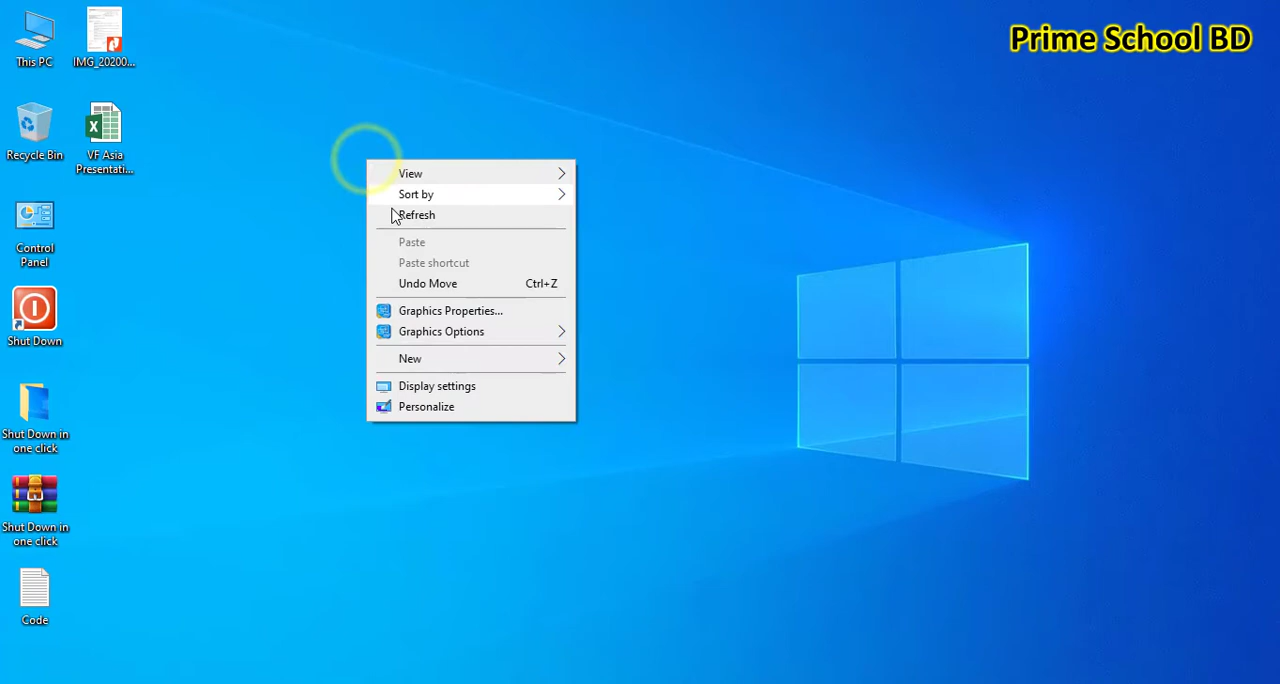 Prime School BD
This PC
IMG_20200...
Recycle Bin
VF Asia
Presentati...
Control
Panel
Shut Down
Shut Down in
one click
Shut Down in
one click
Code
View
Sort by
Refresh
Paste
Paste shortcut
Undo Move Ctrl+Z
Graphics Properties...
Graphics Options
New
Display settings
Personalize